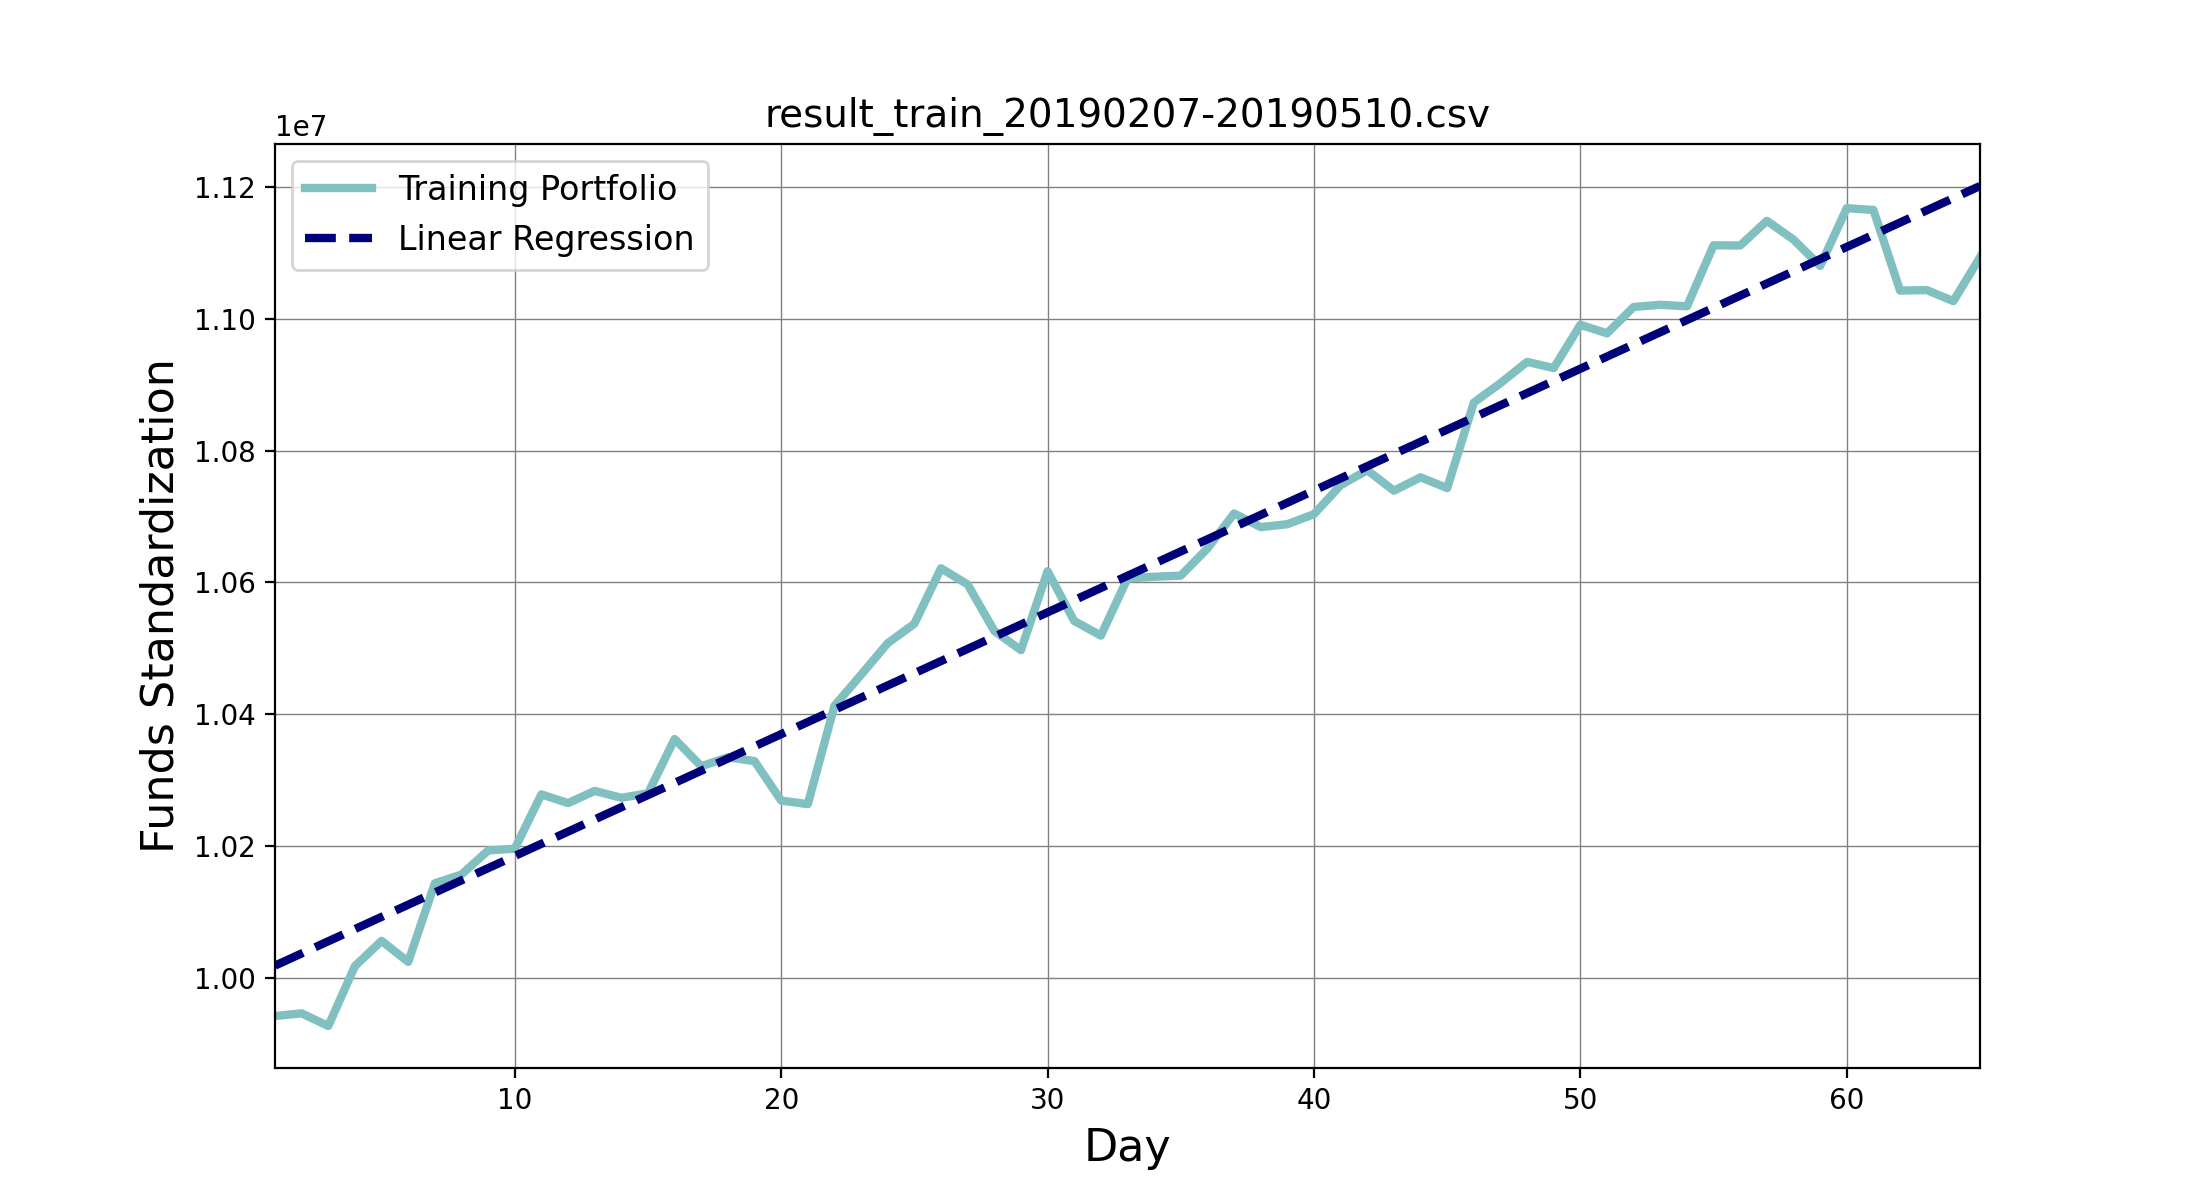 result_train_20190207-20190510.csv
1e7
Training Portfolio
Linear Regression
1.12
1.10
1.08
1.06
1.04
1.02
1.00
Funds Standardization
10 20 30 40 50 60
Day